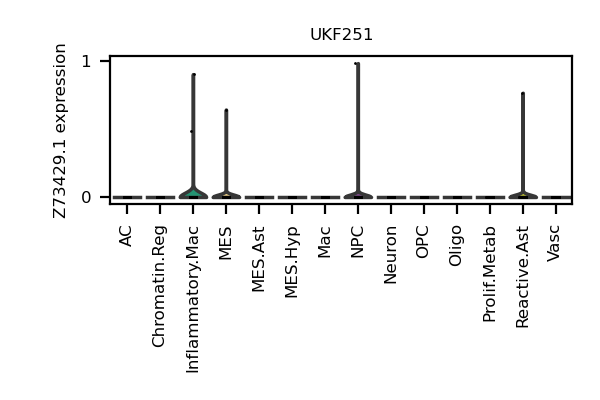 UKF251
Z73429.1 expression
1
0
AC
Chromatin.Reg
Inflammatory.Mac
MES
MES.Ast
MES.Hyp
Mac
NPC
Neuron
OPC
Oligo
Prolif.Metab
Reactive.Ast
Vasc